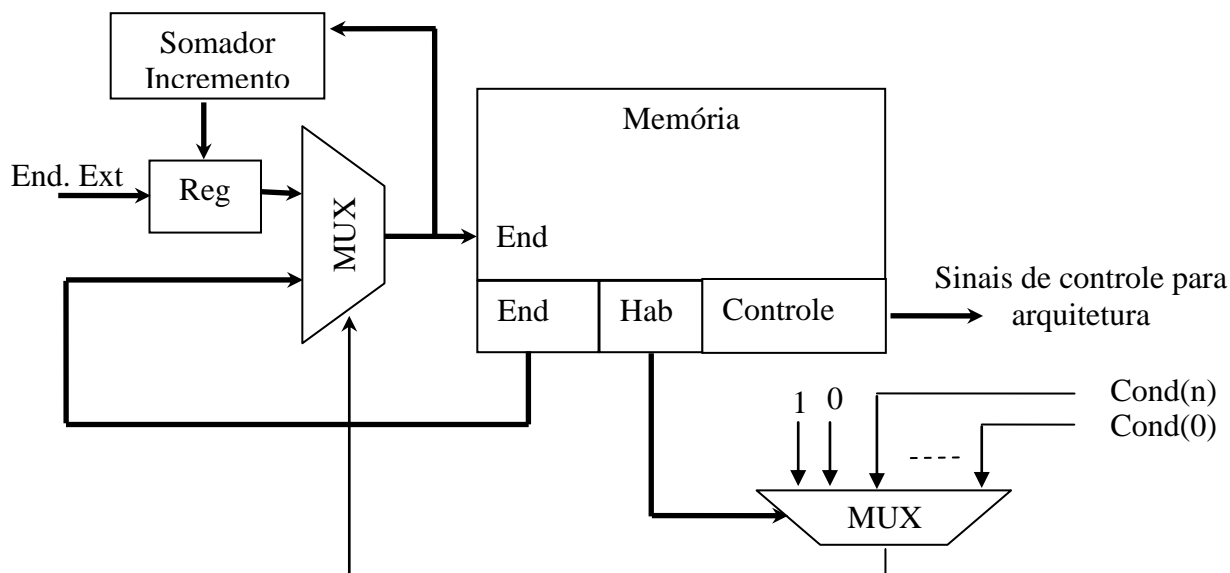 Somador
Incremento
Memória
End. Ext
Reg
MUX
End
End
Hab
Controle
Sinais de controle para
arquitetura
1
0
Cond(n)
Cond(0)
MUX